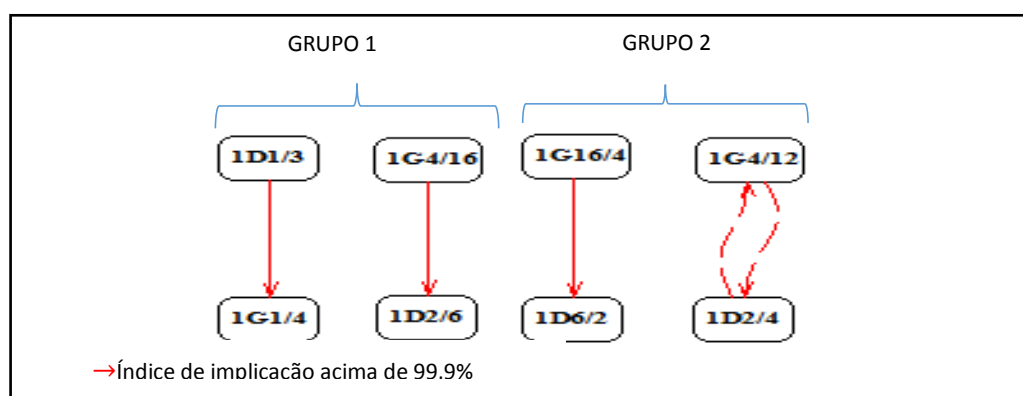 GRUPO 1 GRUPO 2
1D1/3 1G4/16 1G16/4 1G4/12
1G1/4 1D2/6 1D6/2 1D2/4
→Índice de implicação acima de 99.9%